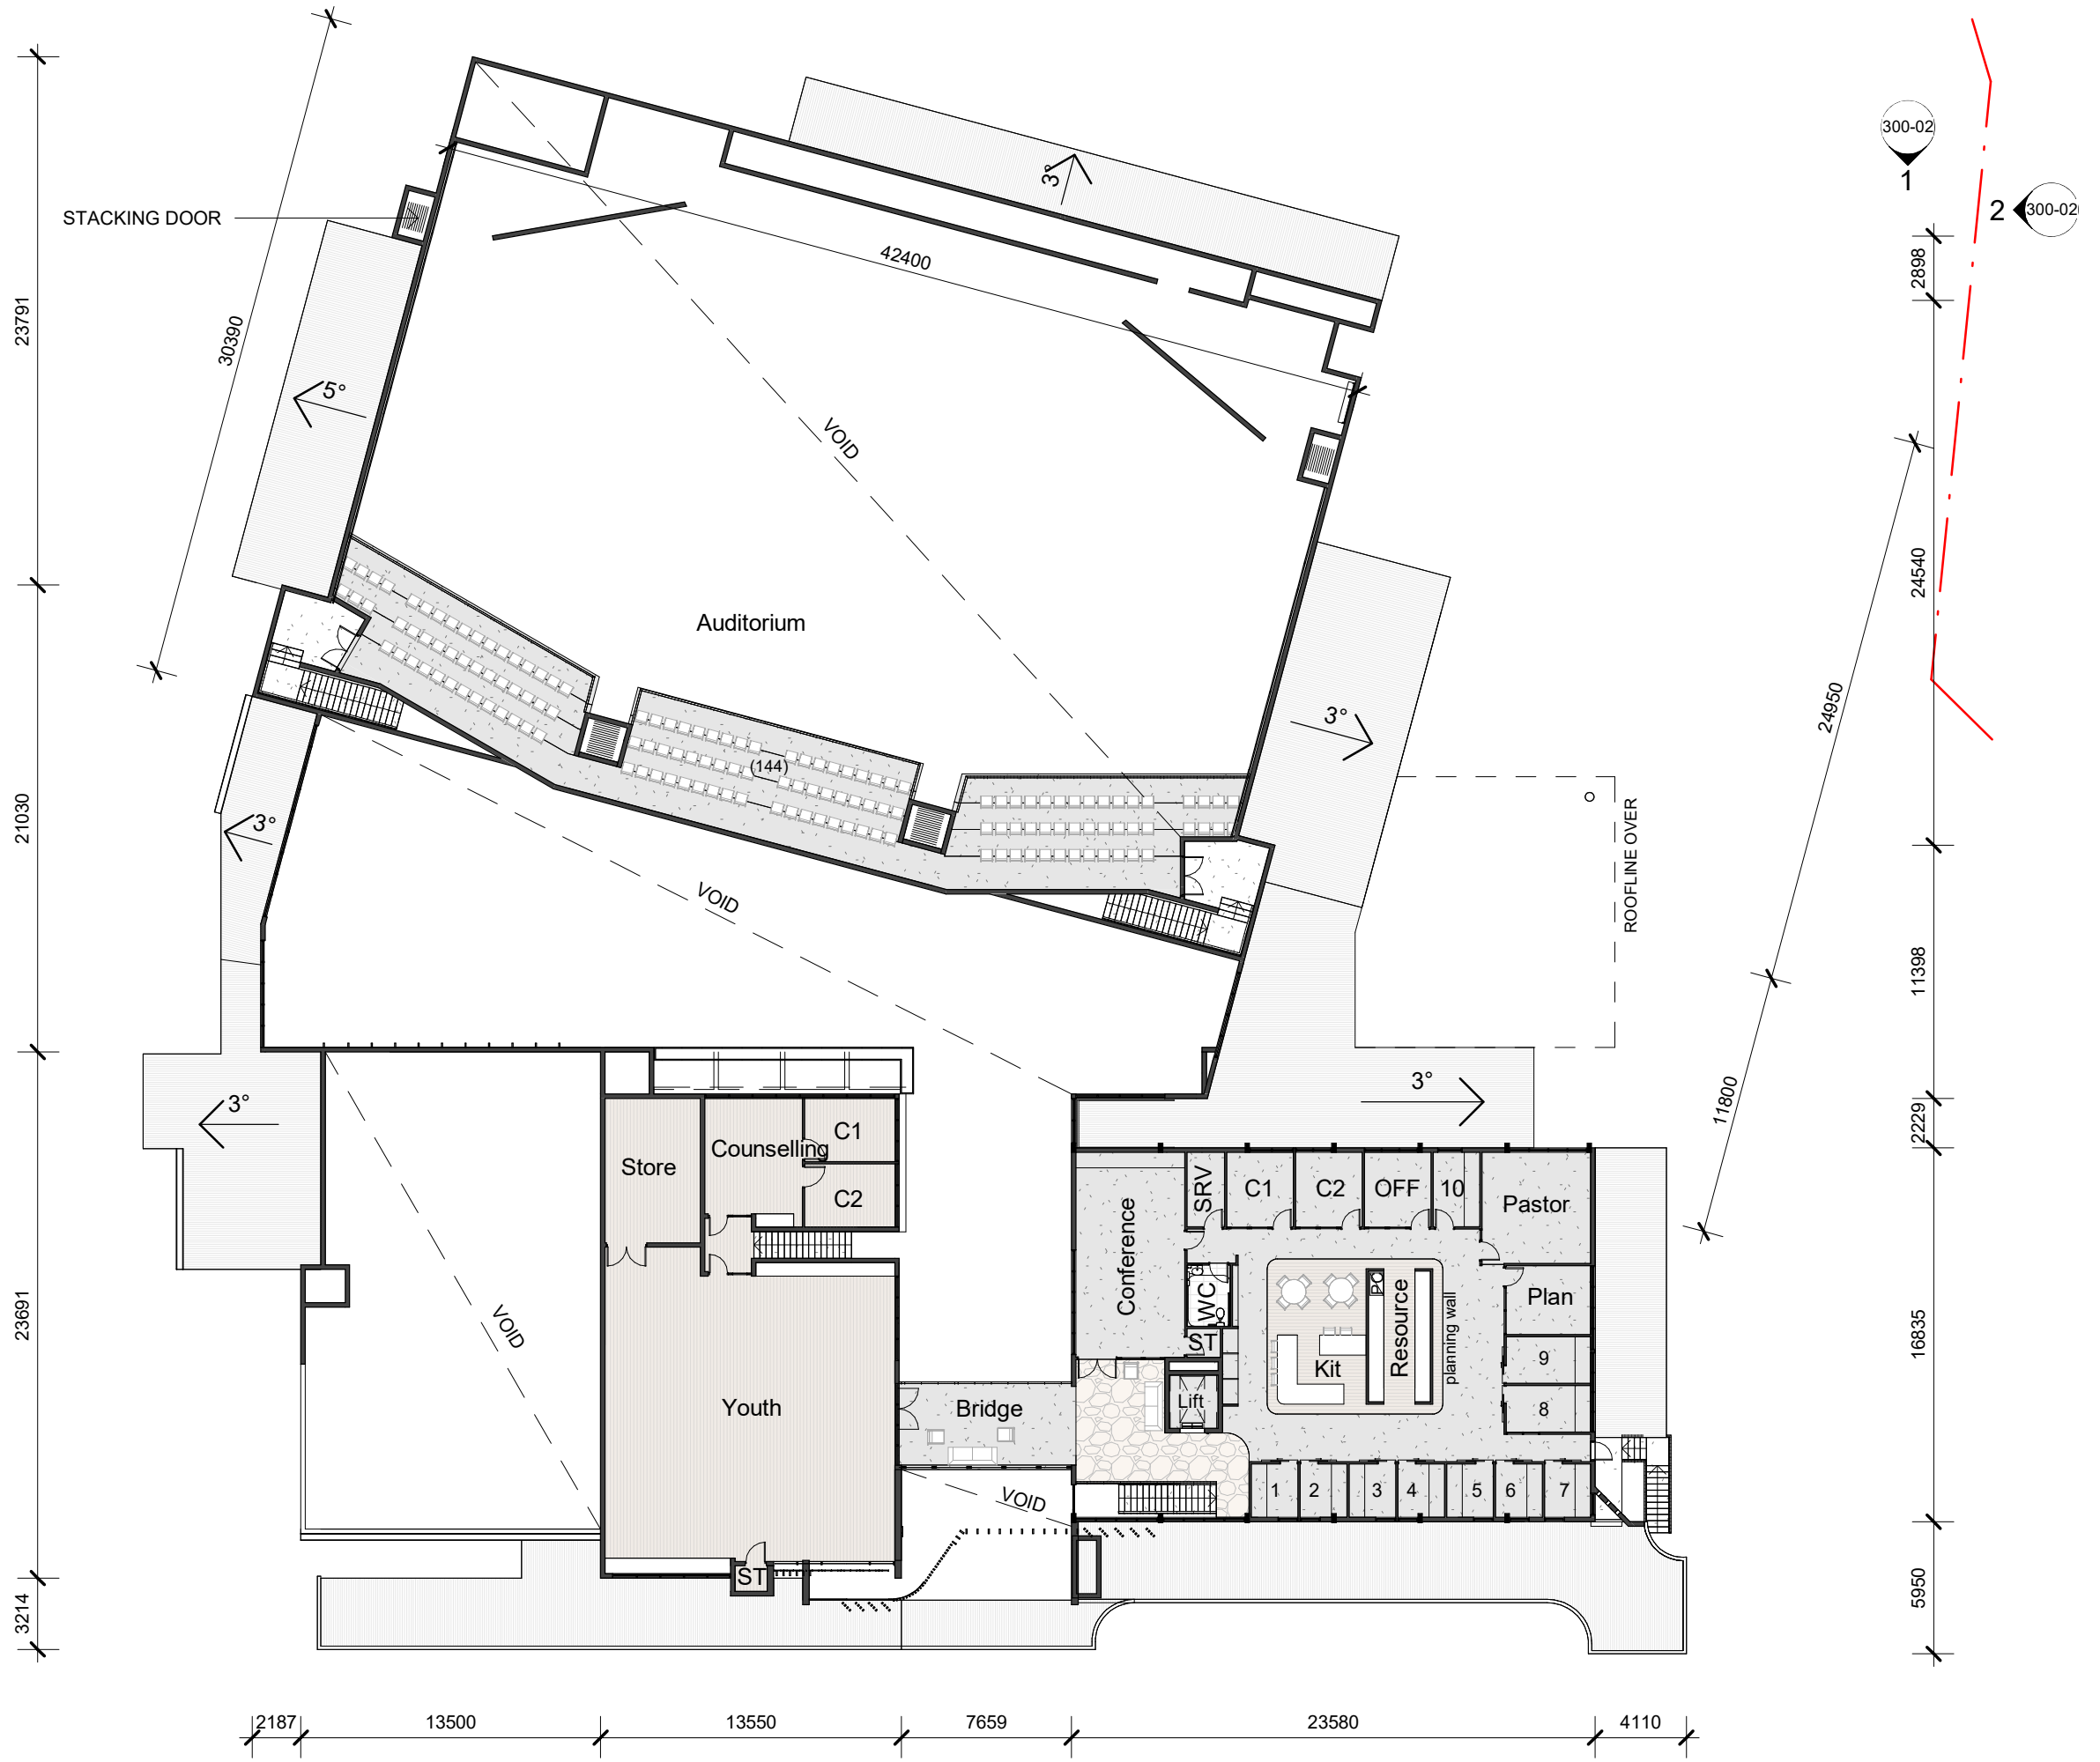 300-02
1
2
300-02
STACKING DOOR
3°
42400
2898
23791
30390
5°
VOID
24540
Auditorium
24950
3°
(144)
ROOFLINE OVER
21030
3°
VOID
11398
3°
3°
11800
2229
Store
Counselling
C1
C2
Conference
SRV
C1
C2
OFF
10
Pastor
WC
ST
Plan
Resource
planning wall
Kit
9
8
16835
23691
VOID
Youth
Bridge
Lift
VOID
1
2
3
4
5
6
7
ST
5950
3214
2187
13500
13550
7659
23580
4110